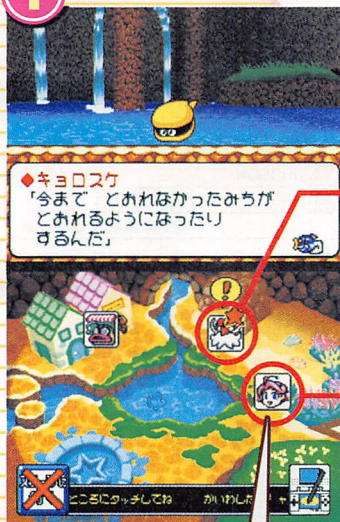 1
◆キョロスケ
「今まで とおれなかったみちが
とおれるようになったり
するんだ」
!
ところにタッチしてね かいわした